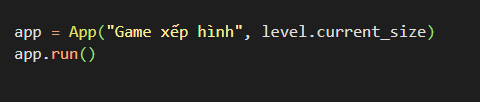 app = App("Game xếp hình", level.current_size)
app.run()